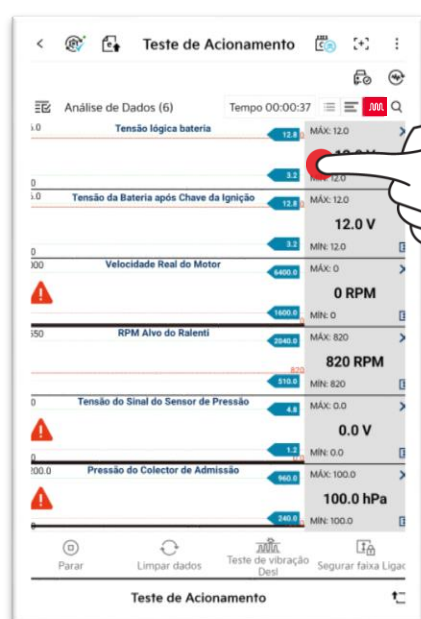 Teste de Acionamento
Análise de Dados (6) Tempo 00:00:37
Tensão lógica bateria
12.8
MÁX: 12.0
3.2
0
Tensão da Bateria após Chave da Ignição
12.8
MÁX: 12.0
12.0 V
3.2
MÍN: 12.0
0
Velocidade Real do Motor
6400.0
MÁX: 0
0 RPM
1600.0
MÍN: 0
RPM Alvo do Ralenti
2040.0
MÁX: 820
820
820 RPM
510.0
MÍN: 820
Tensão do Sinal do Sensor de Pressão
4.8
MÁX: 0.0
0.0 V
1.2
MÍN: 0.0
Pressão do Colector de Admissão
960.0
MÁX: 100.0
100.0 hPa
240.0
MÍN: 100.0
Parar
Limpar dados
Teste de vibração
Desl
Segurar faixa Ligad
Teste de Acionamento